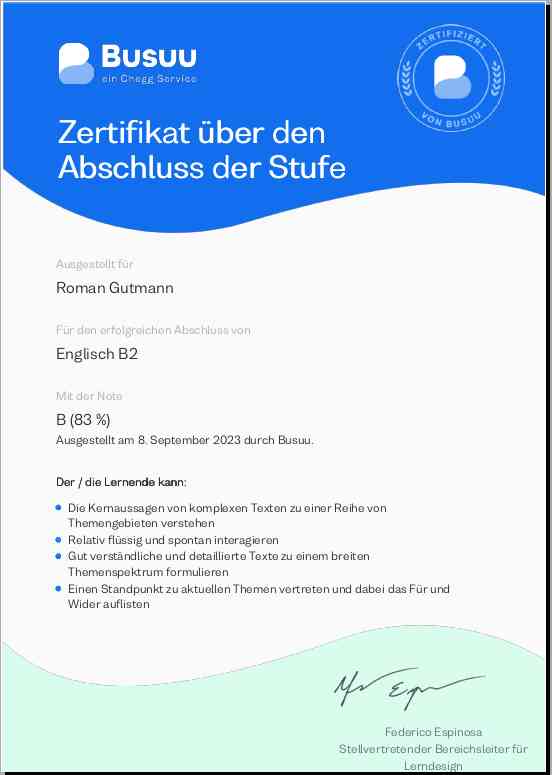 Busuu
ein Chegg Service
ZERTIFIZIERT
VON BUSUU
Zertifikat über den
Abschluss der Stufe
Ausgestellt für
Roman Gutmann
Für den erfolgreichen Abschluss von
Englisch B2
Mit der Note
B (83 %)
Ausgestellt am 8. September 2023 durch Busuu.
Der / die Lernende kann:
Die Kernaussagen von komplexen Texten zu einer Reihe von
Themengebieten verstehen
Relativ flüssig und spontan interagieren
Gut verständliche und detaillierte Texte zu einem breiten
Themenspektrum formulieren
Einen Standpunkt zu aktuellen Themen vertreten und dabei das Für und
Wider auflisten
Federico Espinosa
Stellvertretender Bereichsleiter für
Lerndesign